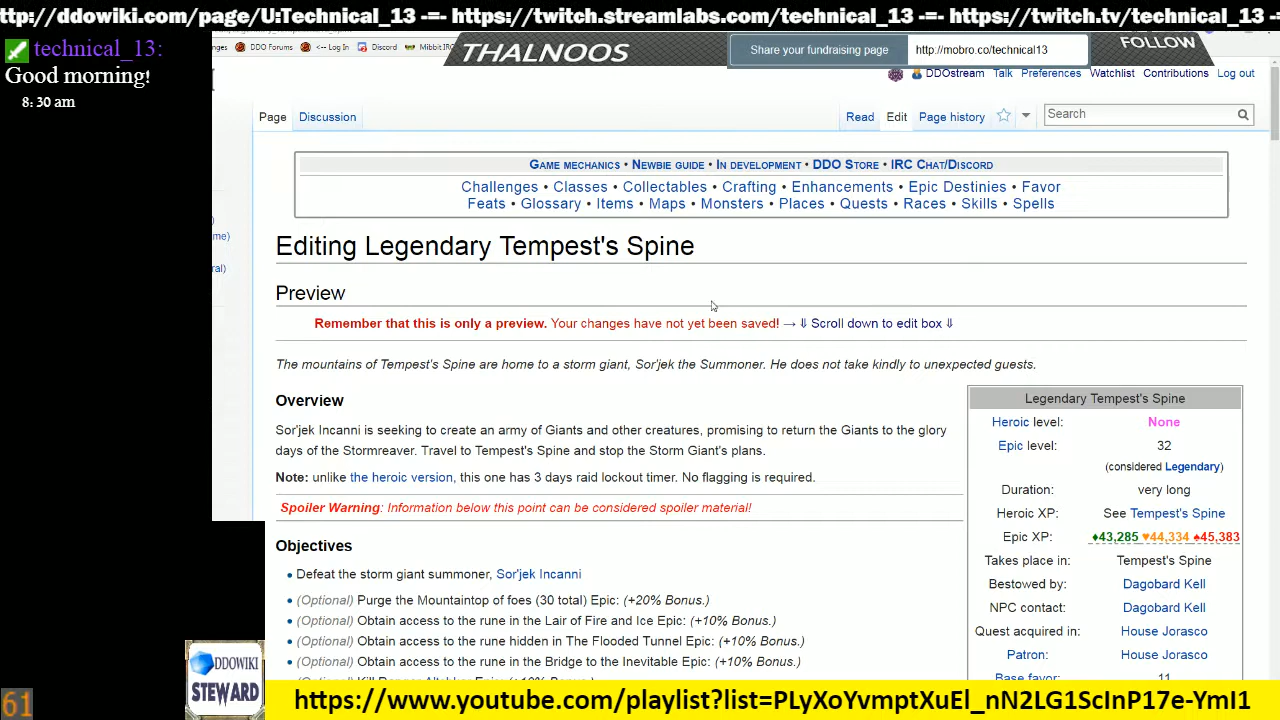 ttp://ddowiki.com/page/U:Technical_13 -=- https://twitch.streamlabs.com/technical_13 -=- https://twitch.tv/technical_13 -=
technical_13:
Good morning!
8:30 am
nges DDO Forums <-- Log In Discord Mibbit IR
THALNOOS
Share your fundraising page http://mobro.co/technical13
FOLLOW
DDOstream Talk Preferences Watchlist Contributions Log out
Page Discussion Read Edit Page history Search
Game mechanics • Newbie guide • In development • DDO Store • IRC Chat/Discord
Challenges • Classes • Collectables • Crafting • Enhancements • Epic Destinies • Favor
Feats • Glossary • Items • Maps • Monsters • Places • Quests • Races • Skills • Spells
)
me)
ral)
Editing Legendary Tempest's Spine
Preview
Remember that this is only a preview. Your changes have not yet been saved! → ⇓ Scroll down to edit box ⇓
The mountains of Tempest's Spine are home to a storm giant, Sor'jek the Summoner. He does not take kindly to unexpected guests.
Overview
Sor'jek Incanni is seeking to create an army of Giants and other creatures, promising to return the Giants to the glory
days of the Stormreaver. Travel to Tempest's Spine and stop the Storm Giant's plans.
Note: unlike the heroic version, this one has 3 days raid lockout timer. No flagging is required.
Spoiler Warning: Information below this point can be considered spoiler material!
Objectives
• Defeat the storm giant summoner, Sor'jek Incanni
• (Optional) Purge the Mountaintop of foes (30 total) Epic: (+20% Bonus.)
• (Optional) Obtain access to the rune in the Lair of Fire and Ice Epic: (+10% Bonus.)
• (Optional) Obtain access to the rune hidden in The Flooded Tunnel Epic: (+10% Bonus.)
• (Optional) Obtain access to the rune in the Bridge to the Inevitable Epic: (+10% Bonus.)
Legendary Tempest's Spine
Heroic level: None
Epic level: 32
(considered Legendary)
Duration: very long
Heroic XP: See Tempest's Spine
Epic XP: ♦43,285 ♥44,334 ♠45,383
Takes place in: Tempest's Spine
Bestowed by: Dagobard Kell
NPC contact: Dagobard Kell
Quest acquired in: House Jorasco
Patron: House Jorasco
Base favor: 11
DDOWIKI
STEWARD
61
https://www.youtube.com/playlist?list=PLyXoYvmptXuEl_nN2LG1ScInP17e-YmI1